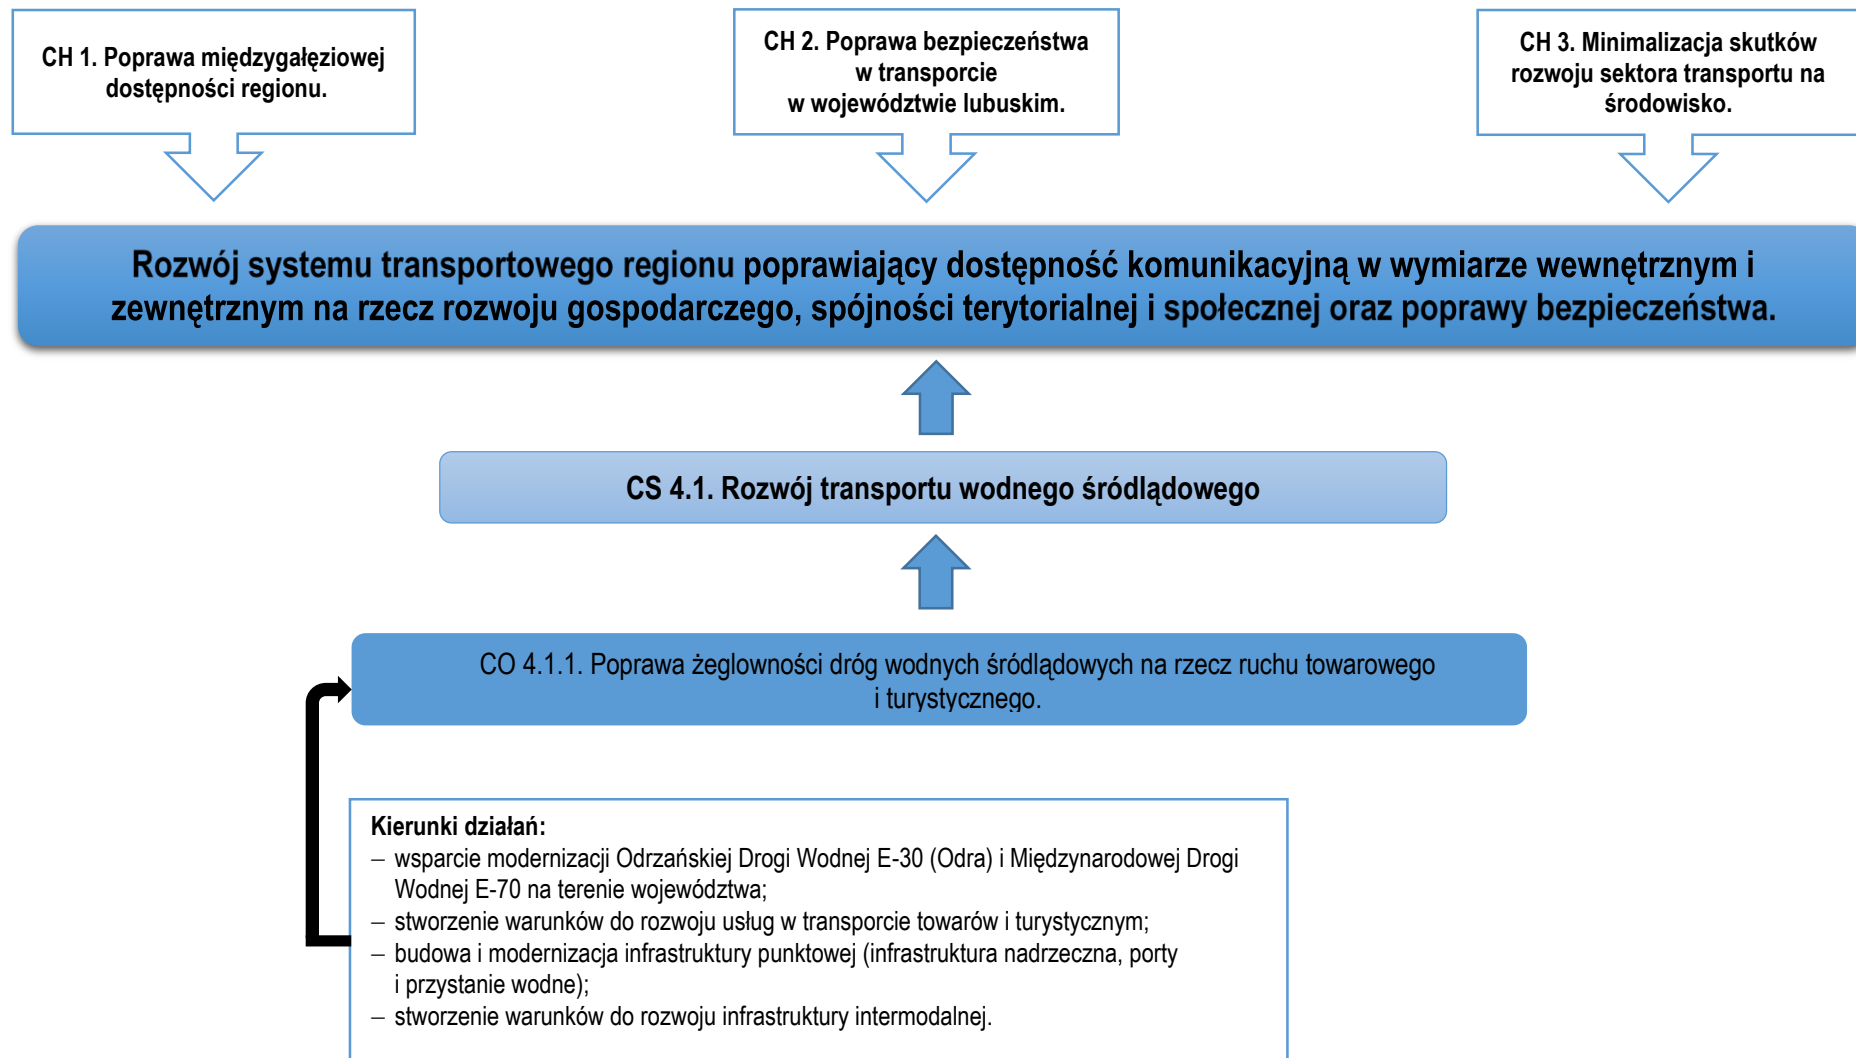 CH 1. Poprawa międzygałęziowej
dostępności regionu.
CH 2. Poprawa bezpieczeństwa
w transporcie
w województwie lubuskim.
CH 3. Minimalizacja skutków
rozwoju sektora transportu na
środowisko.
Rozwój systemu transportowego regionu poprawiający dostępność komunikacyjną w wymiarze wewnętrznym i
zewnętrznym na rzecz rozwoju gospodarczego, spójności terytorialnej i społecznej oraz poprawy bezpieczeństwa.
CS 4.1. Rozwój transportu wodnego śródlądowego
CO 4.1.1. Poprawa żeglowności dróg wodnych śródlądowych na rzecz ruchu towarowego
i turystycznego.
Kierunki działań:
– wsparcie modernizacji Odrzańskiej Drogi Wodnej E-30 (Odra) i Międzynarodowej Drogi
Wodnej E-70 na terenie województwa;
– stworzenie warunków do rozwoju usług w transporcie towarów i turystycznym;
– budowa i modernizacja infrastruktury punktowej (infrastruktura nadrzeczna, porty
i przystanie wodne);
– stworzenie warunków do rozwoju infrastruktury intermodalnej.